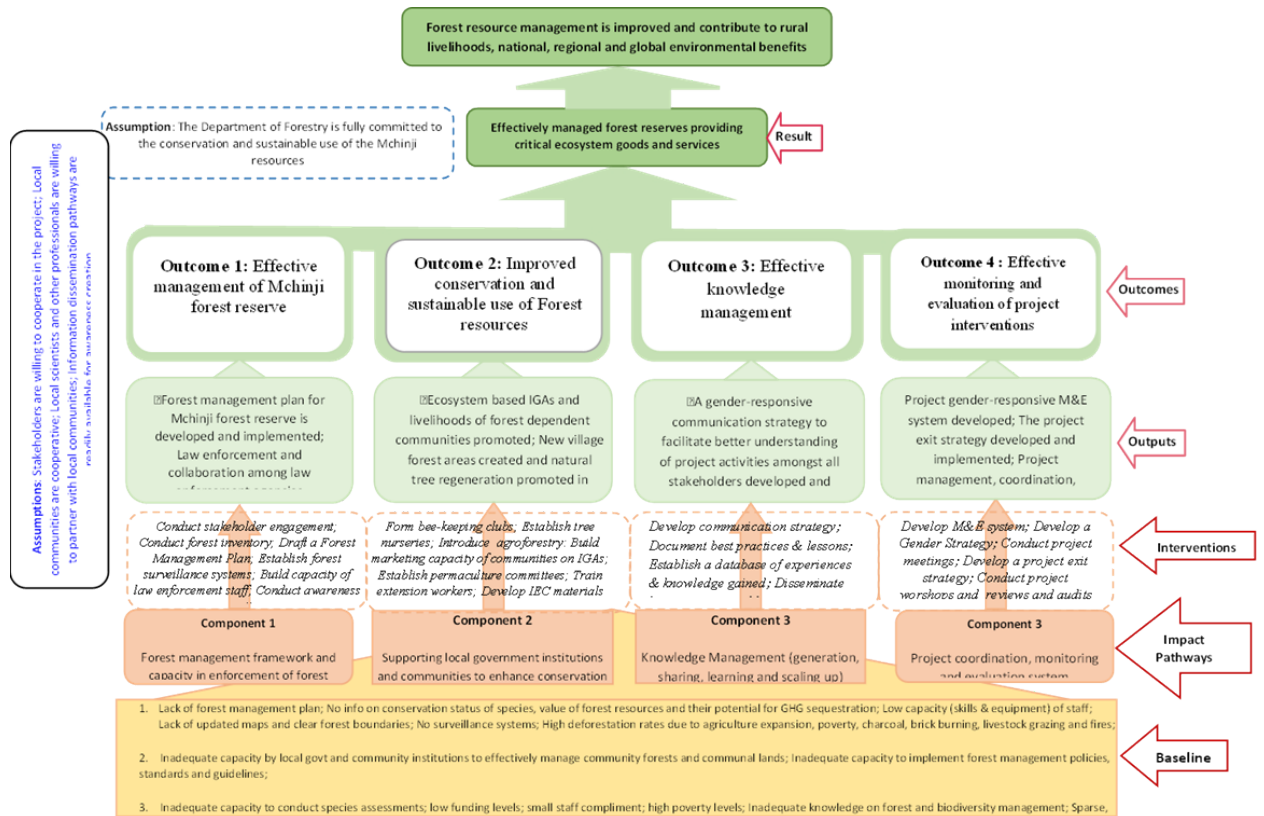 Forest resource management is improved and contribute to rural
livelihoods, national, regional and global environmental benefits
Assumption: The Department of Forestry is fully committed to
the conservation and sustainable use of the Mchinji
resources
Effectively managed forest reserves providing
critical ecosystem goods and services
Result
Assumptions: Stakeholders are willing to cooperate in the project; Local
communities are cooperative; Local scientists and other professionals are willing
to partner with local communities; Information dissemination pathways are
readily available for awareness creation
Outcome 1: Effective
management of Mchinji
forest reserve
Outcome 2: Improved
conservation and
sustainable use of Forest
resources
Outcome 3: Effective
knowledge
management
Outcome 4 : Effective
monitoring and
evaluation of project
interventions
Outcomes
Forest management plan for
Mchinji forest reserve is
developed and implemented;
Law enforcement and
collaboration among law
enforcement agencies
Ecosystem based IGAs and
livelihoods of forest dependent
communities promoted; New village
forest areas created and natural
tree regeneration promoted in
A gender-responsive
communication strategy to
facilitate better understanding
of project activities amongst all
stakeholders developed and
Project gender-responsive M&E
system developed; The project
exit strategy developed and
implemented; Project
management, coordination,
Outputs
Conduct stakeholder engagement;
Conduct forest inventory, Draft a Forest
Management Plan; Establish forest
surveillance systems; Build capacity of
law enforcement staff; Conduct awareness
Form bee-keeping clubs; Establish tree
nurseries; Introduce agroforestry; Build
marketing capacity of communities on IGAs;
Establish permaculture committees; Train
extension workers; Develop IEC materials
Develop communication strategy;
Document best practices & lessons;
Establish a database of experiences
& knowledge gained; Disseminate
Develop M&E system; Develop a
Gender Strategy; Conduct project
meetings; Develop a project exit
strategy; Conduct project
worshops and reviews and audits
Interventions
Component 1
Forest management framework and
capacity in enforcement of forest
Component 2
Supporting local government institutions
and communities to enhance conservation
Component 3
Knowledge Management (generation,
sharing, learning and scaling up)
Component 3
Project coordination, monitoring
and evaluation system
Impact
Pathways
1. Lack of forest management plan; No info on conservation status of species, value of forest resources and their potential for GHG sequestration; Low capacity (skills & equipment) of staff;
Lack of updated maps and clear forest boundaries; No surveillance systems; High deforestation rates due to agriculture expansion, poverty, charcoal, brick burning, livestock grazing and fires;
2. Inadequate capacity by local govt and community institutions to effectively manage community forests and communal lands; Inadequate capacity to implement forest management policies,
standards and guidelines;
3. Inadequate capacity to conduct species assessments; low funding levels; small staff compliment; high poverty levels; Inadequate knowledge on forest and biodiversity management; Sparse,
Baseline